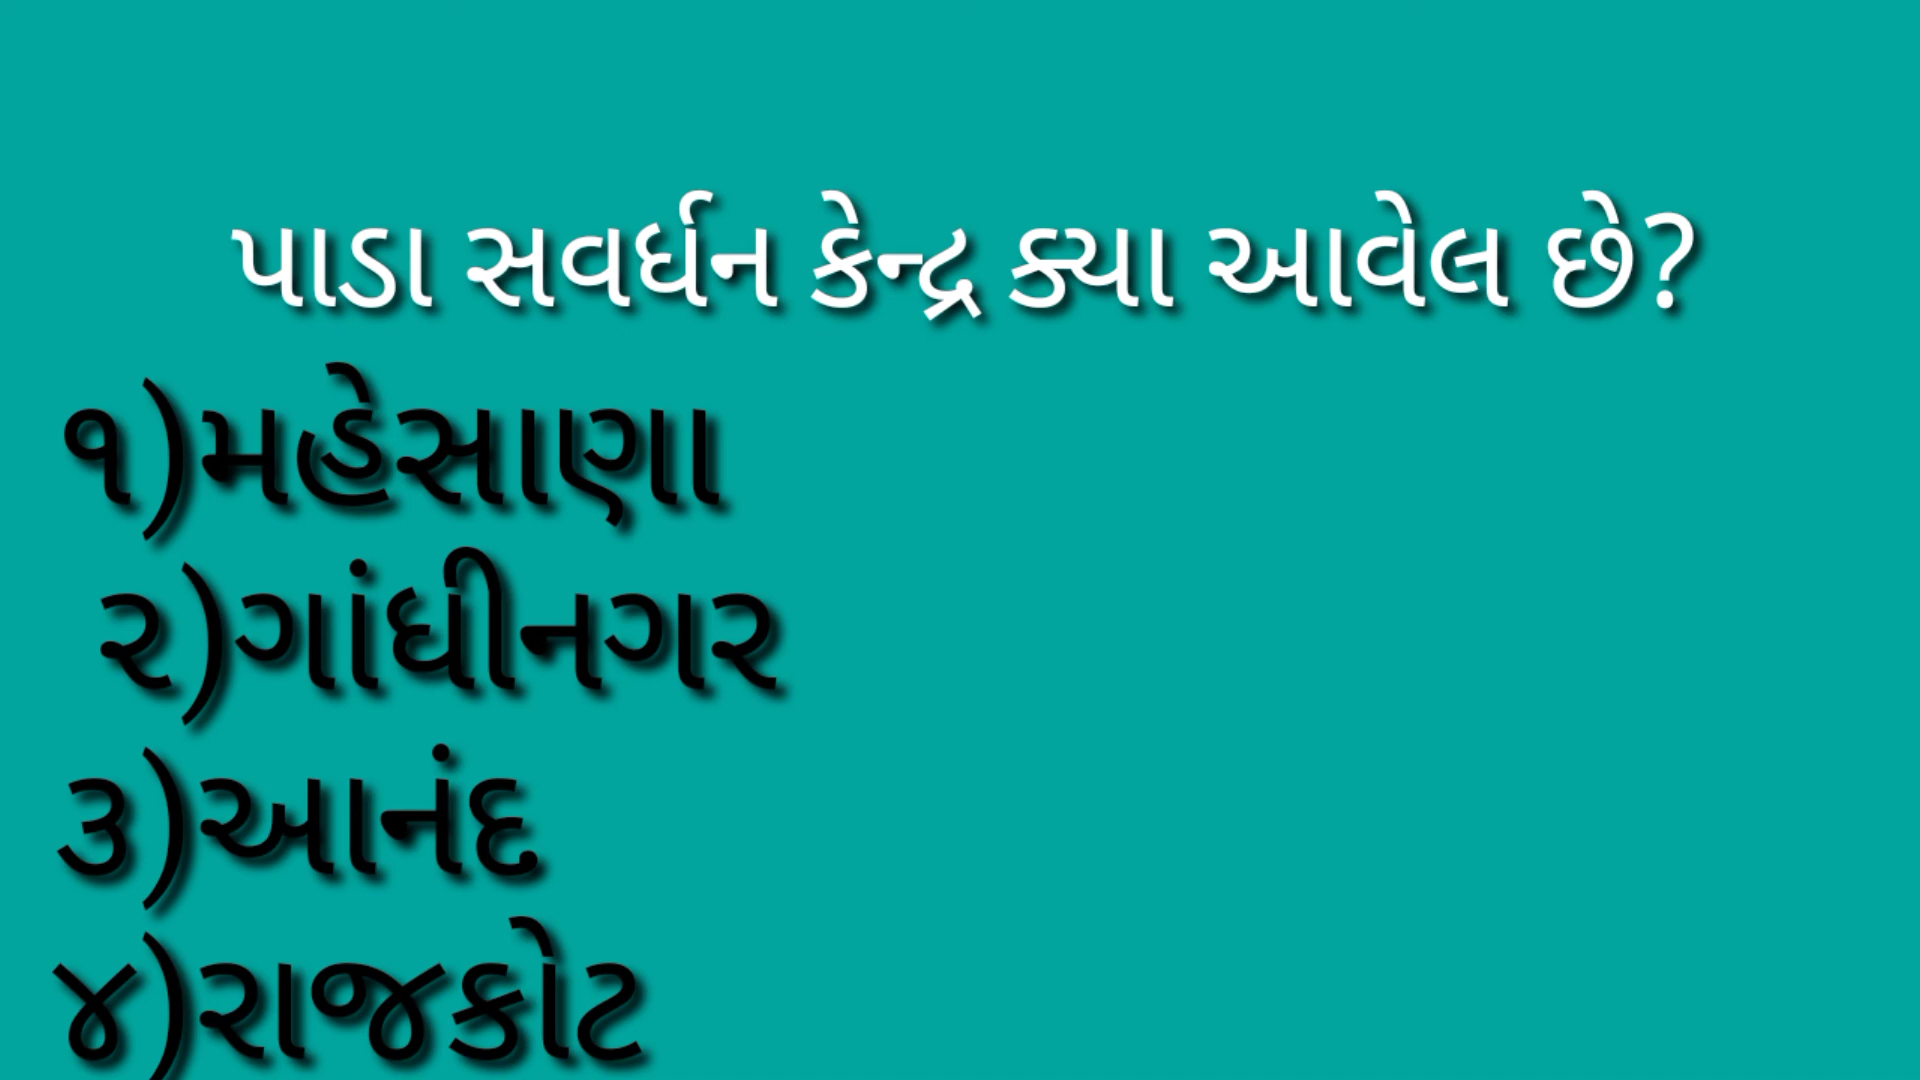 પાડા સવર્ધન કેન્દ્ર ક્યા આવેલ છે?
૧)મહેસાણા
૨)ગાંધીનગર
૩)આનંદ
૪)રાજકોટ